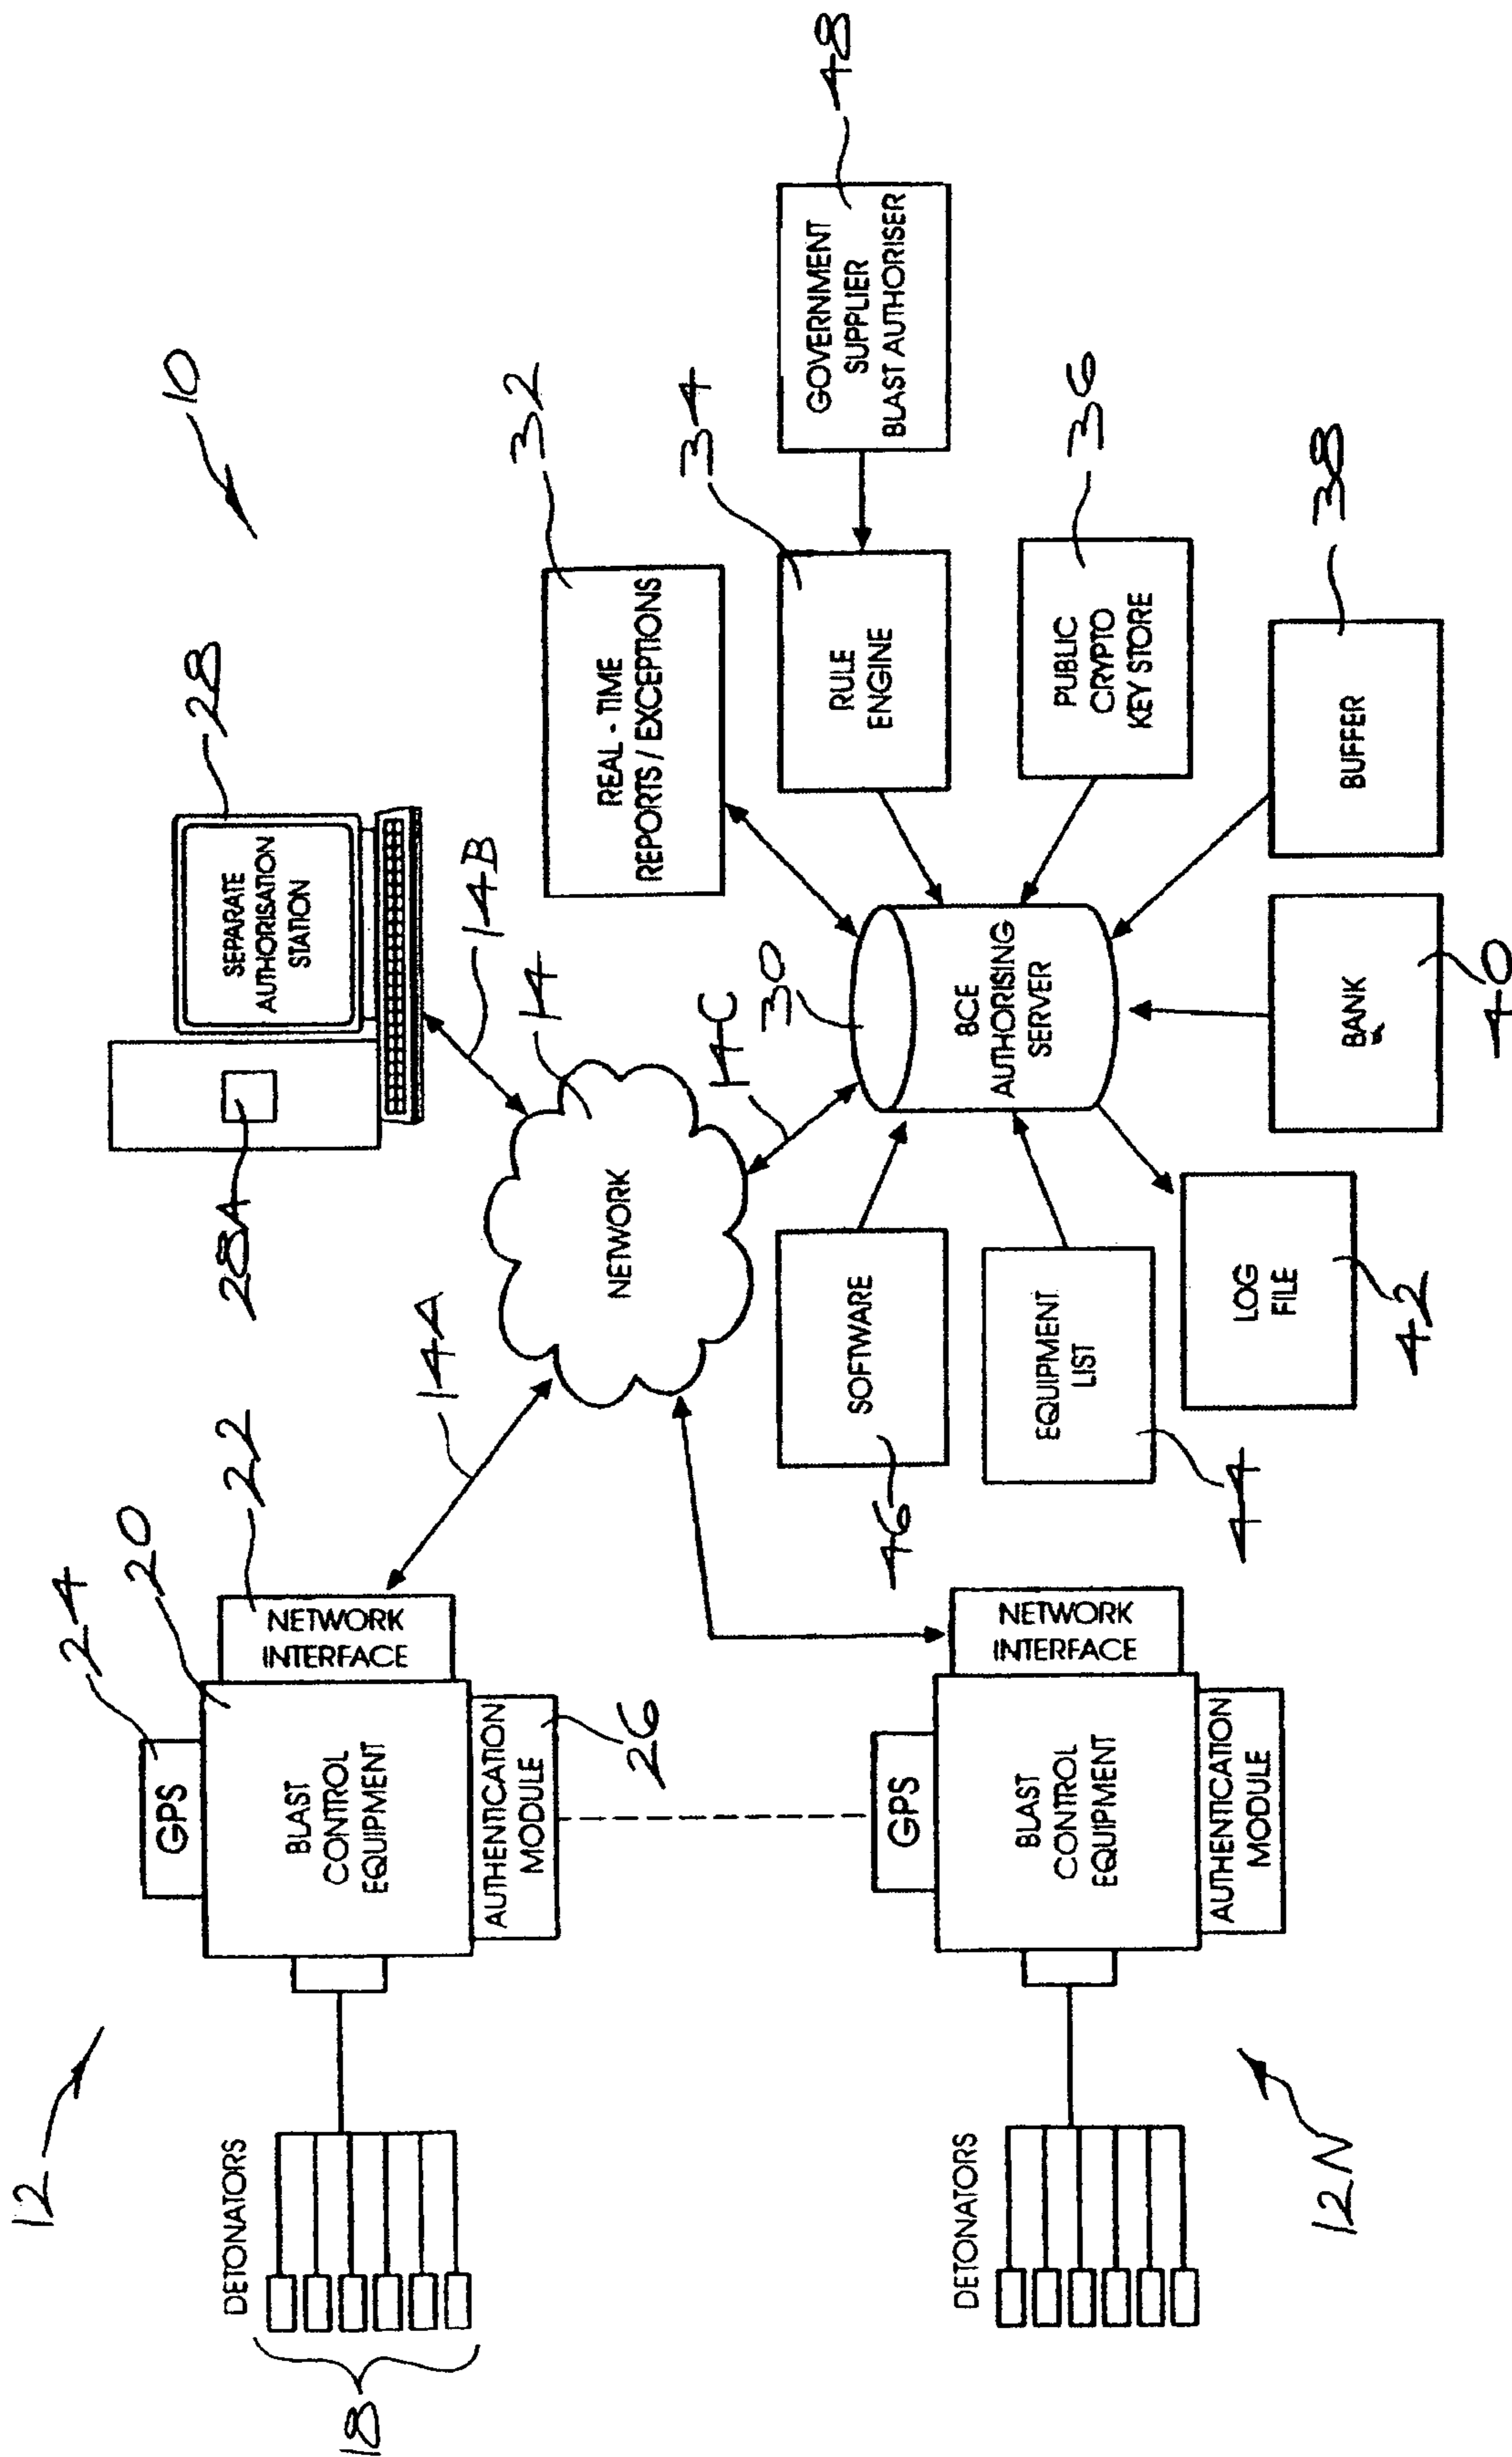 10
12
DETONATORS
18
GPS
24
20
BLAST
CONTROL
EQUIPMENT
NETWORK
INTERFACE
22
AUTHENTICATION
MODULE
26
14A
28A
SEPARATE
AUTHORISATION
STATION
28
14B
NETWORK
14
14C
12N
DETONATORS
GPS
BLAST
CONTROL
EQUIPMENT
NETWORK
INTERFACE
AUTHENTICATION
MODULE
REAL - TIME
REPORTS / EXCEPTIONS
32
30
BCE
AUTHORISING
SERVER
SOFTWARE
46
RULE
ENGINE
34
GOVERNMENT
SUPPLIER
BLAST AUTHORISER
48
EQUIPMENT
LIST
44
PUBLIC
CRYPTO
KEY STORE
36
LOG
FILE
42
BANK
40
BUFFER
38